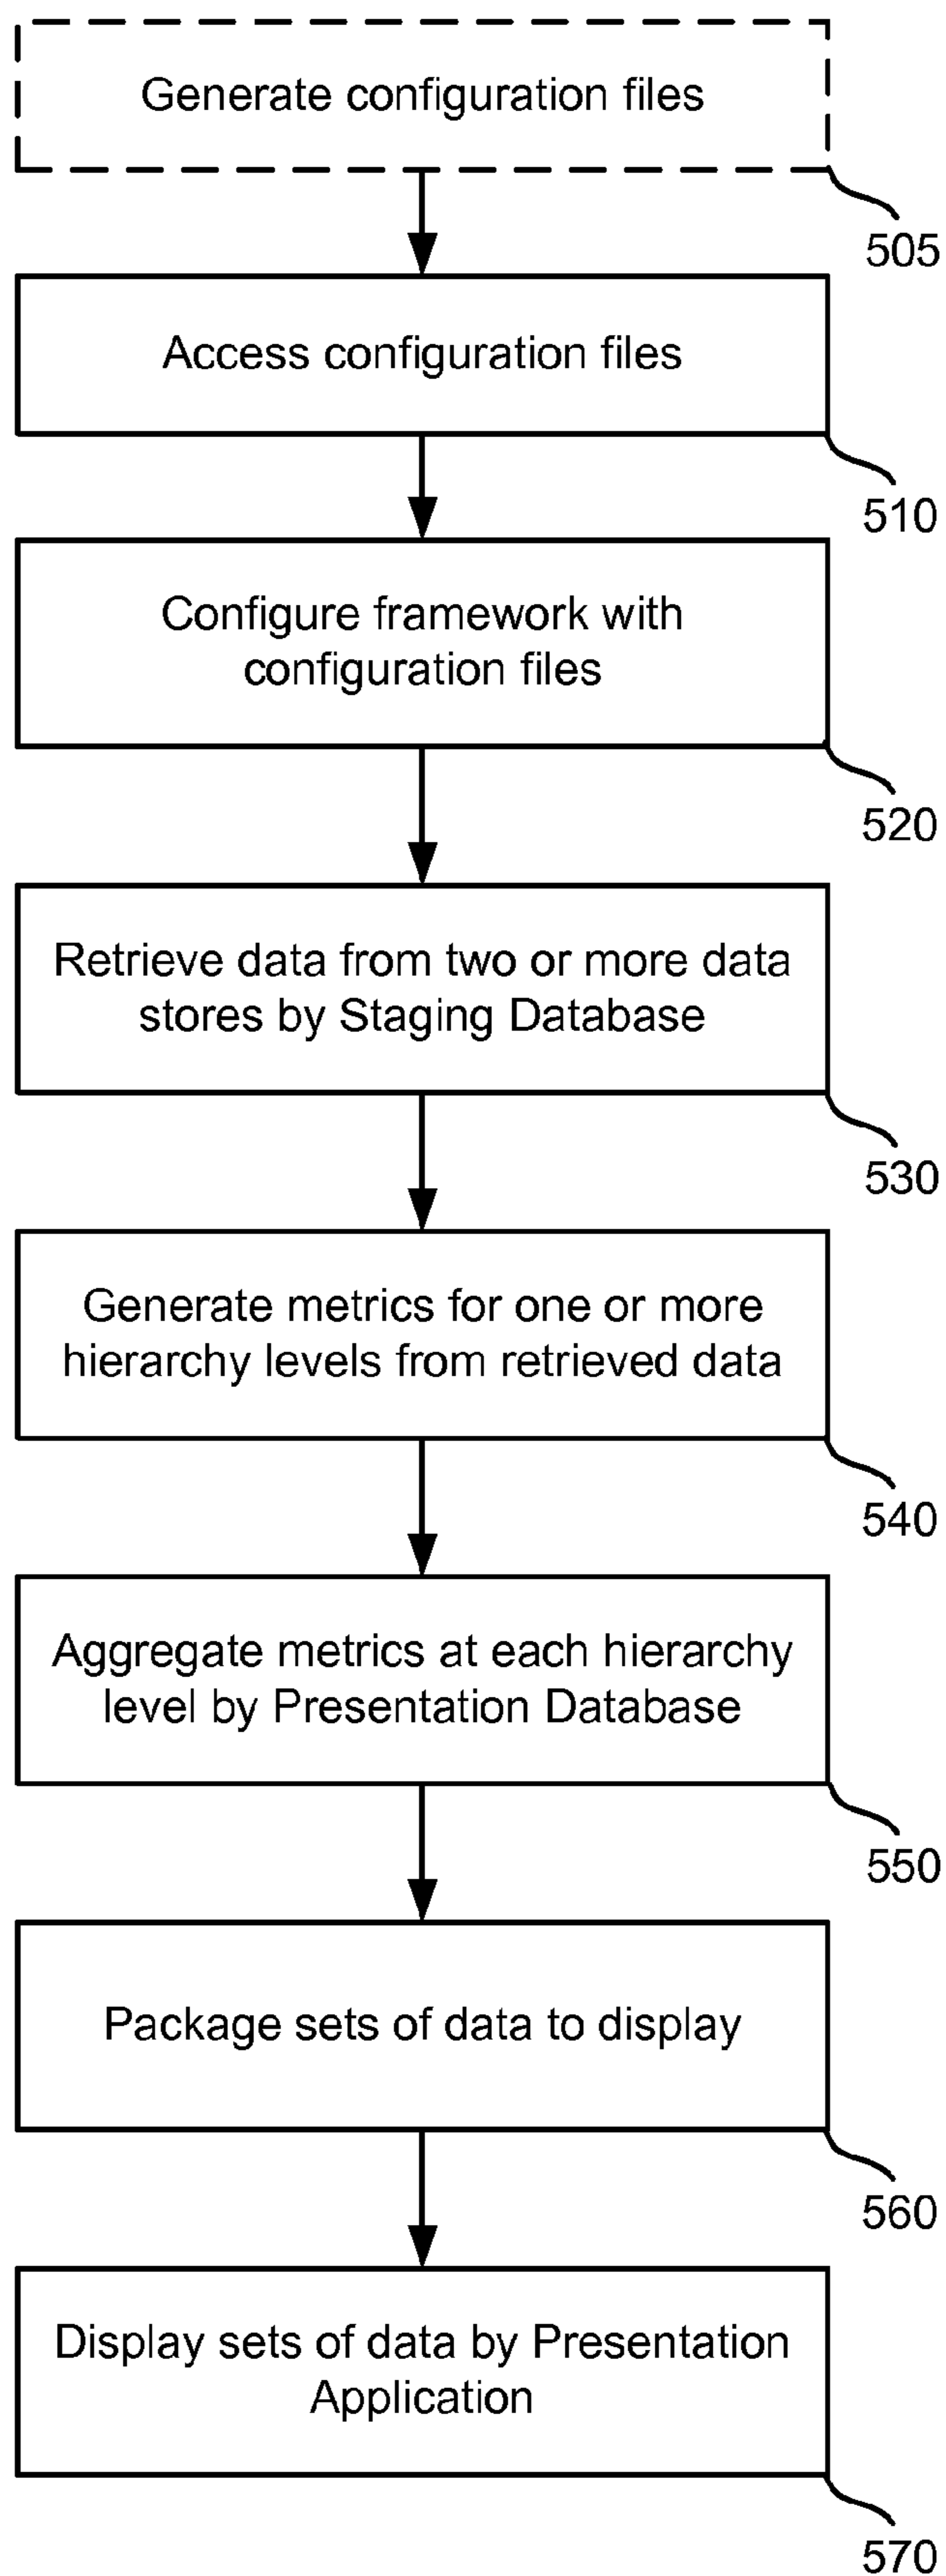 Generate configuration files
505
Access configuration files
510
Configure framework with
configuration files
520
Retrieve data from two or more data
stores by Staging Database
530
Generate metrics for one or more
hierarchy levels from retrieved data
540
Aggregate metrics at each hierarchy
level by Presentation Database
550
Package sets of data to display
560
Display sets of data by Presentation
Application
570